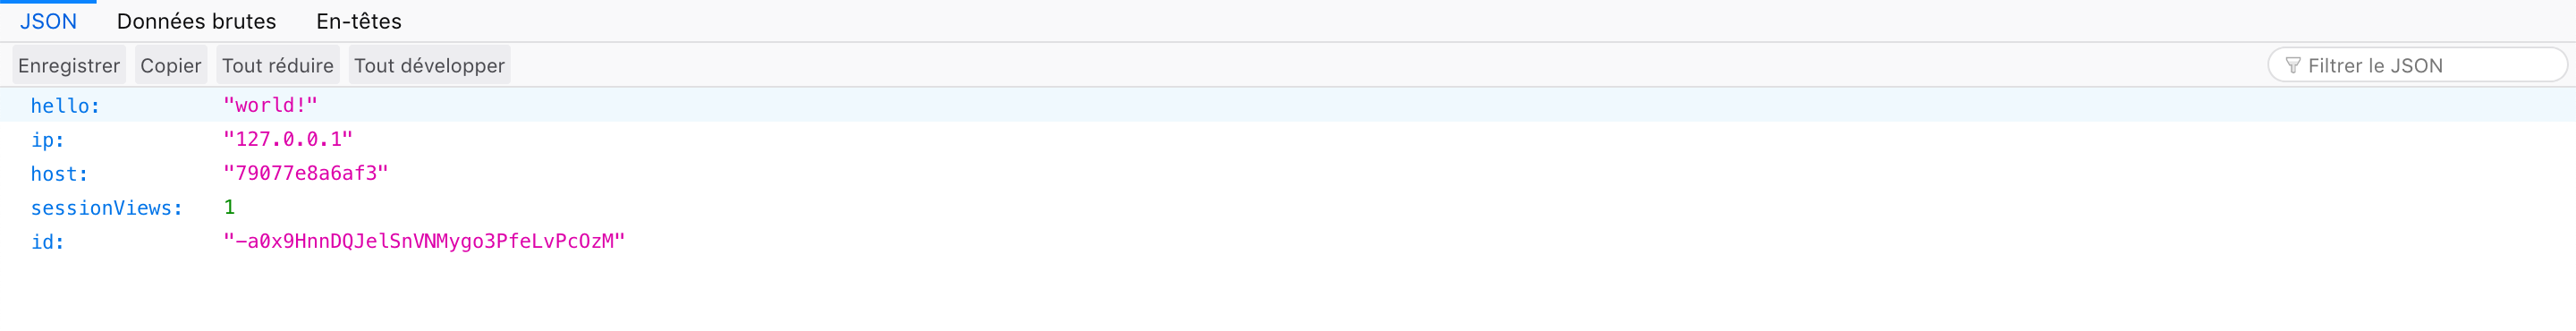 JSON Données brutes En-têtes
Enregistrer Copier Tout réduire Tout développer Filtrer le JSON
hello: "world!"
ip: "127.0.0.1"
host: "79077e8a6af3"
sessionViews: 1
id: "-a0x9HnnDQJelSnVNMygo3PfeLvPcOzM"